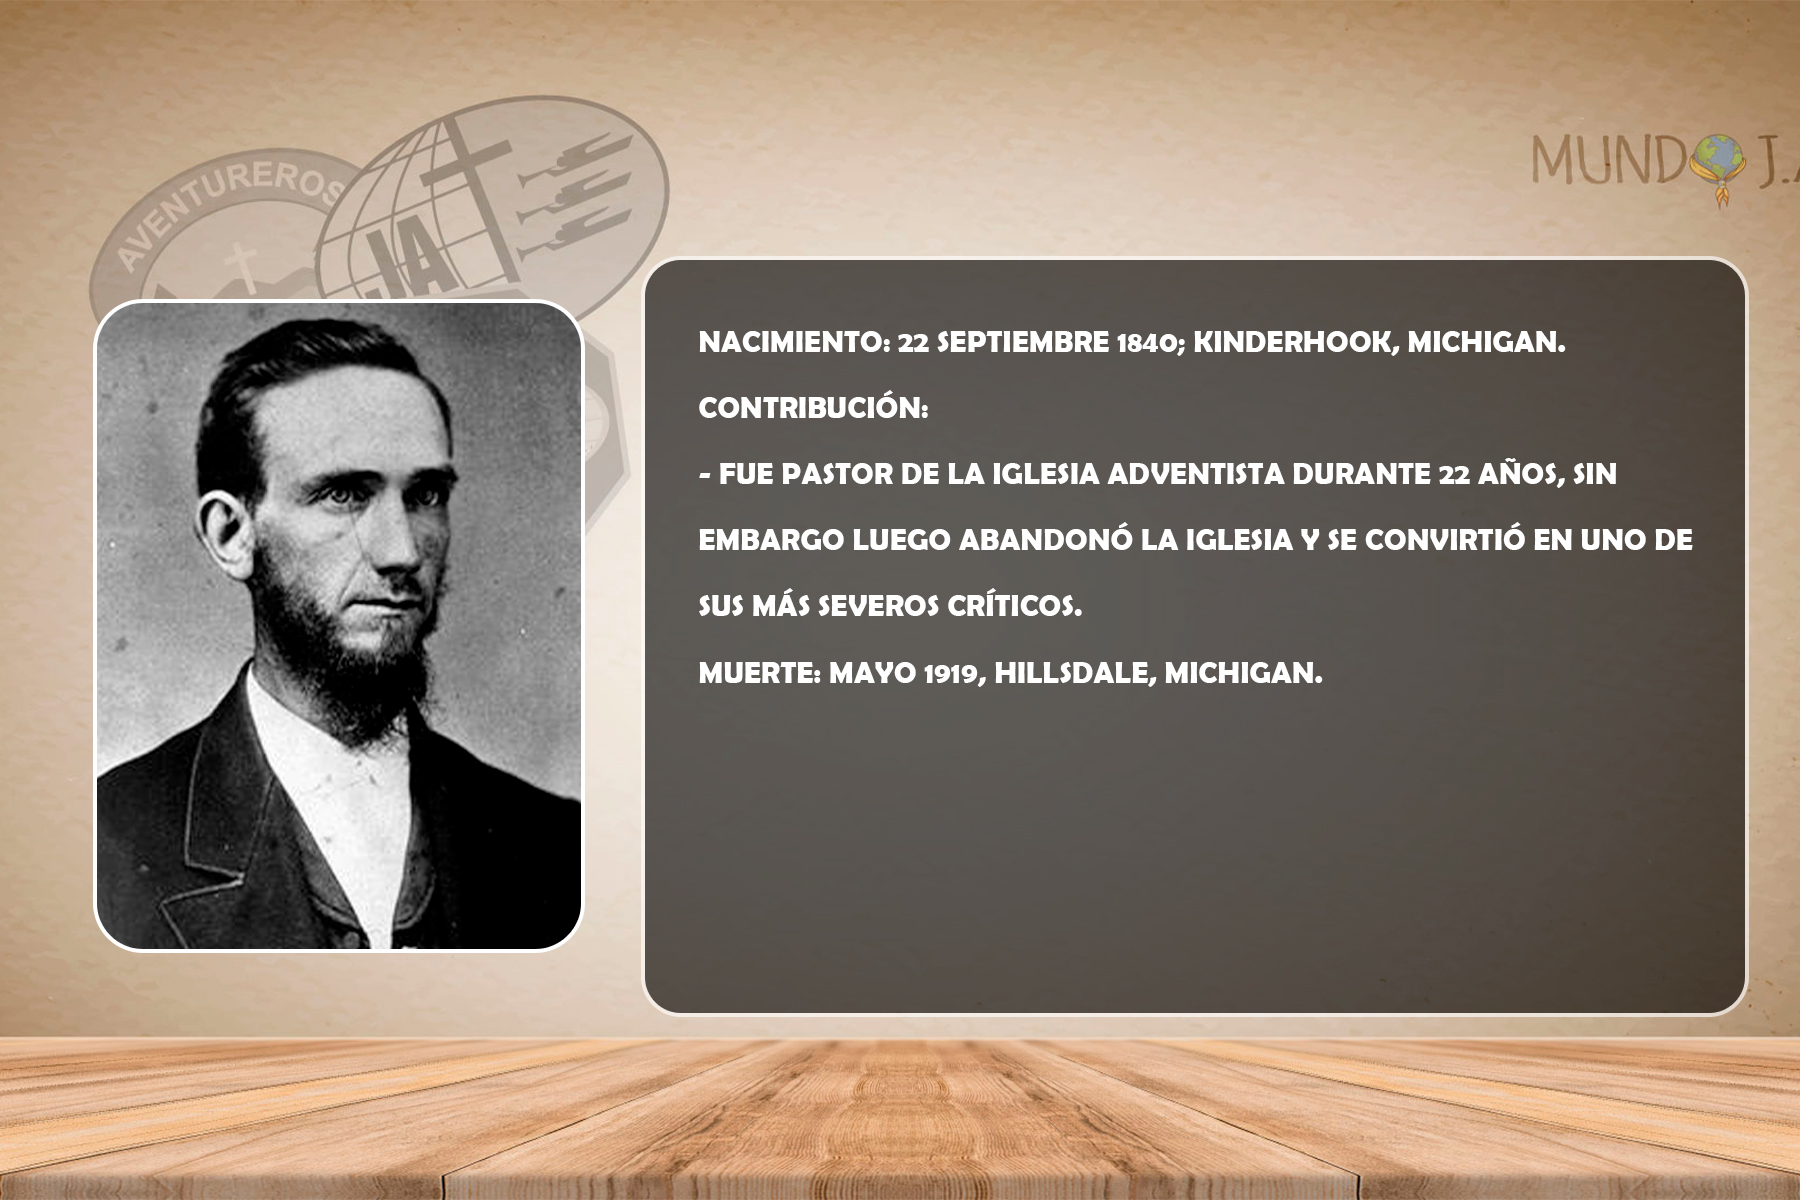 AVENTUREROS
JA
MUNDO J.A
NACIMIENTO: 22 SEPTIEMBRE 1840; KINDERHOOK, MICHIGAN.
CONTRIBUCIÓN:
- FUE PASTOR DE LA IGLESIA ADVENTISTA DURANTE 22 AÑOS, SIN
EMBARGO LUEGO ABANDONÓ LA IGLESIA Y SE CONVIRTIÓ EN UNO DE
SUS MÁS SEVEROS CRÍTICOS.
MUERTE: MAYO 1919, HILLSDALE, MICHIGAN.